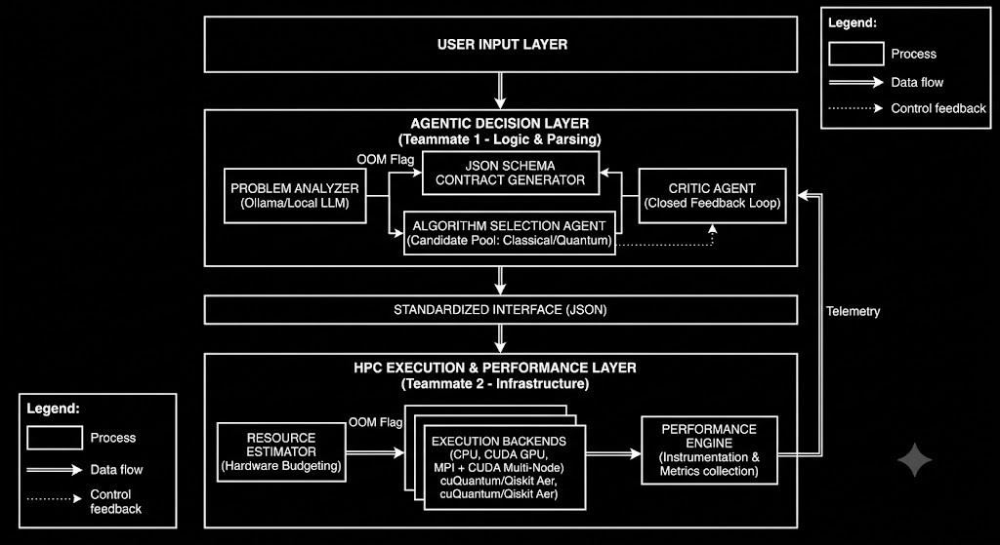 USER INPUT LAYER
Legend:
Process
Data flow
Control feedback
AGENTIC DECISION LAYER
(Teammate 1 - Logic & Parsing)
OOM Flag
PROBLEM ANALYZER
(Ollama/Local LLM)
JSON SCHEMA
CONTRACT GENERATOR
ALGORITHM SELECTION AGENT
(Candidate Pool: Classical/Quantum)
CRITIC AGENT
(Closed Feedback Loop)
STANDARDIZED INTERFACE (JSON)
Telemetry
HPC EXECUTION & PERFORMANCE LAYER
(Teammate 2 - Infrastructure)
RESOURCE
ESTIMATOR
(Hardware Budgeting)
OOM Flag
EXECUTION BACKENDS
(CPU, CUDA GPU,
MPI + CUDA Multi-Node)
cuQuantum/Qiskit Aer,
cuQuantum/Qiskit Aer)
PERFORMANCE
ENGINE
(Instrumentation &
Metrics collection)
Legend:
Process
Data flow
Control
feedback